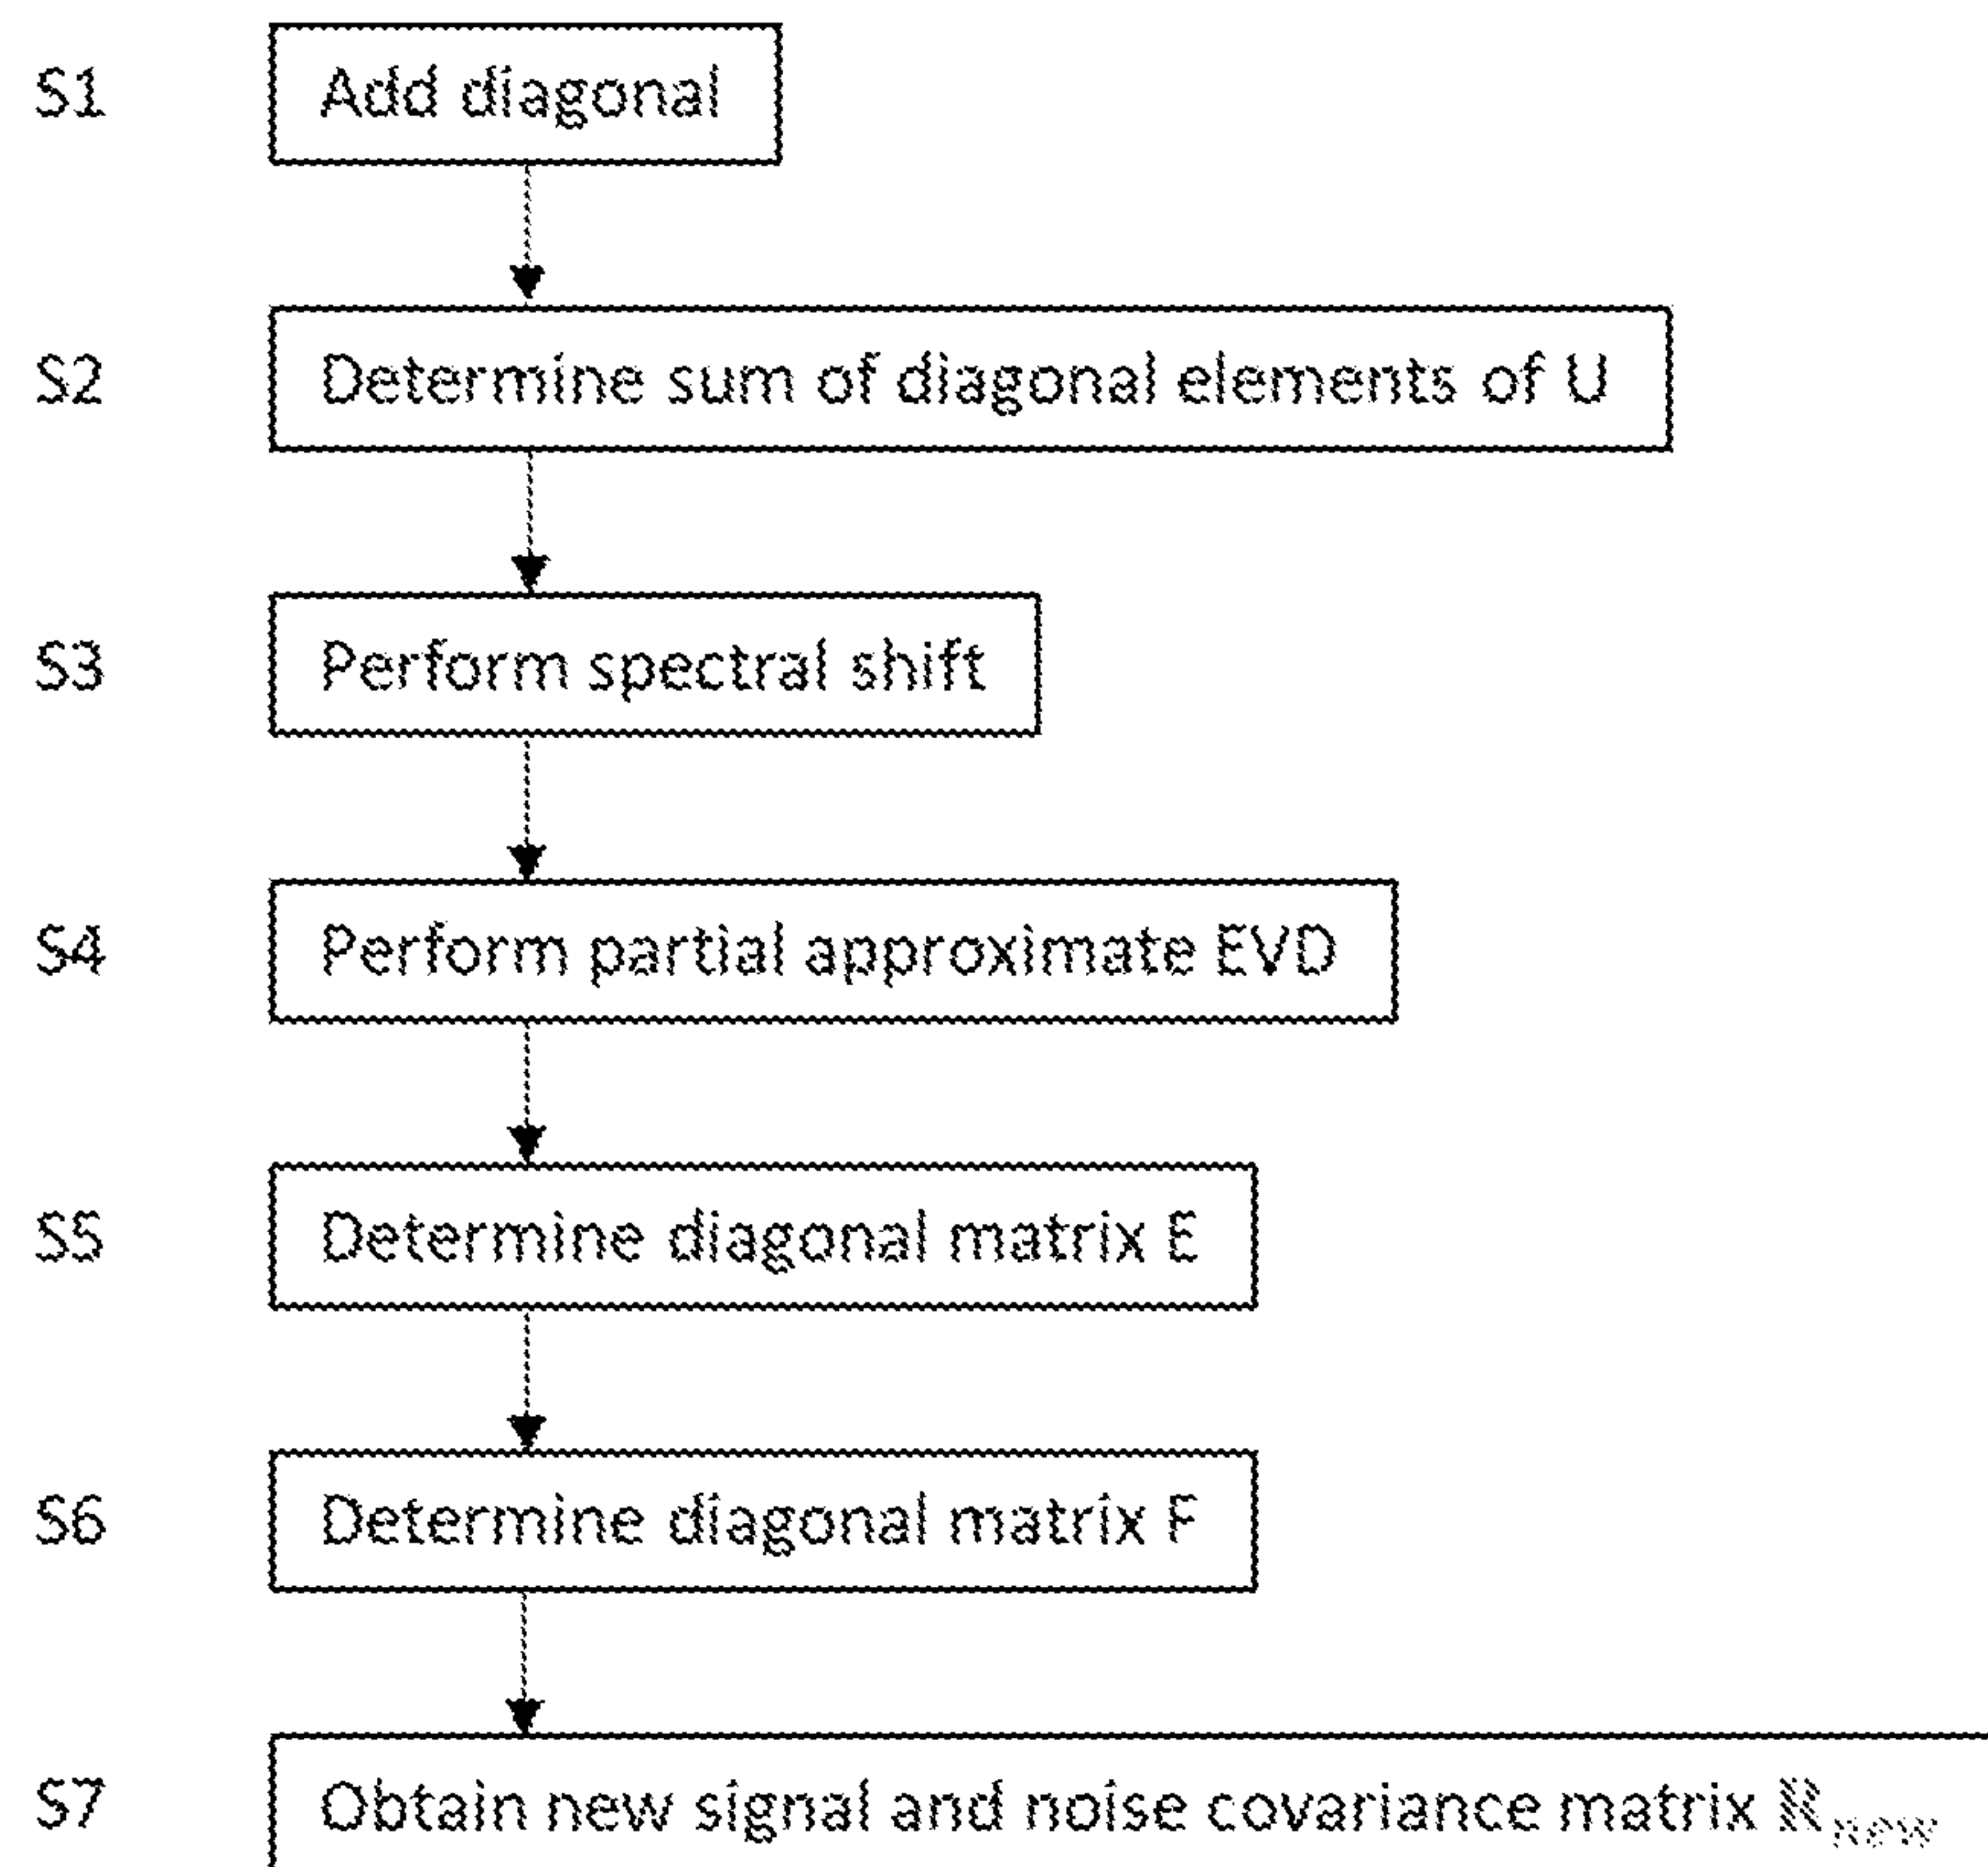 S1 Add diagonal
S2 Determine sum of diagonal elements of U
S3 Perform spectral shift
S4 Perform partial approximate EVD
S5 Determine diagonal matrix E
S6 Determine diagonal matrix F
S7 Obtain new signal and noise covariance matrix R_new